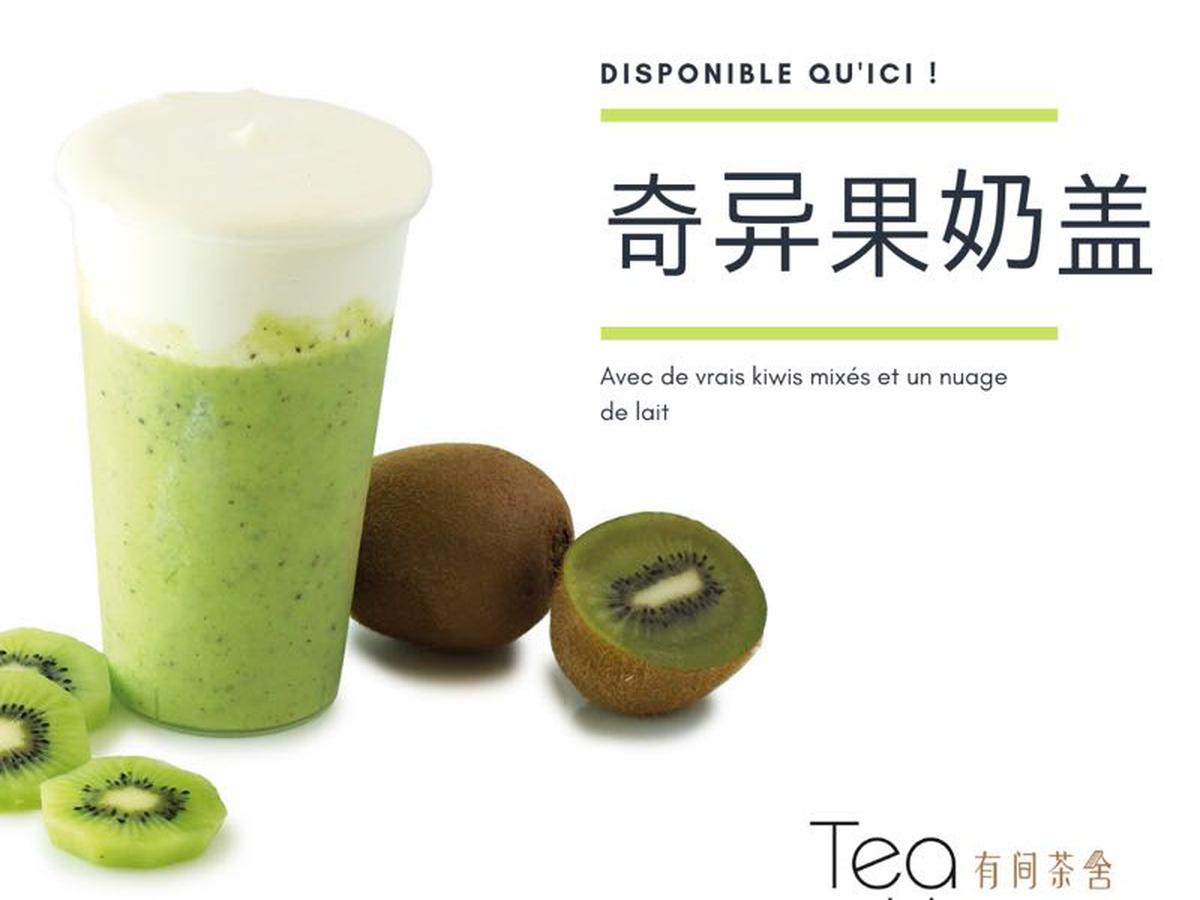 DISPONIBLE QU'ICI !
奇异果奶盖
Avec de vrais kiwis mixés et un nuage
de lait
Tea 有间茶舍